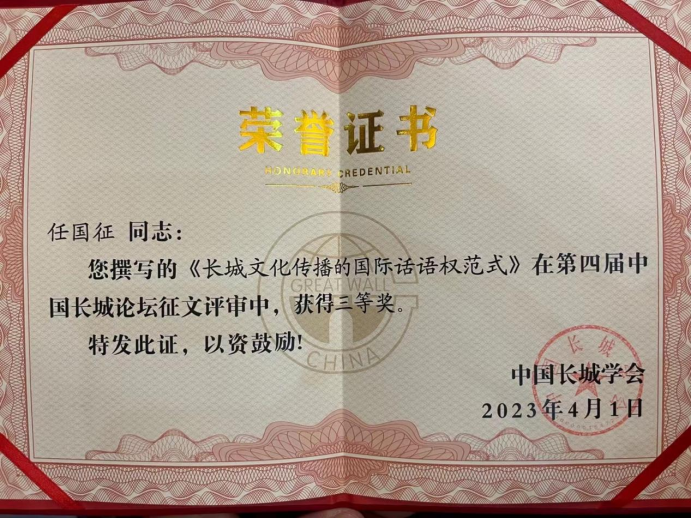 荣誉证书
HONORARY CREDENTIAL
任国征 同志：
您撰写的《长城文化传播的国际话语权范式》在第四届中
国长城论坛征文评审中，获得三等奖。
特发此证，以资鼓励！
GREAT WALL
CHINA
中国长城学会
2023年4月1日